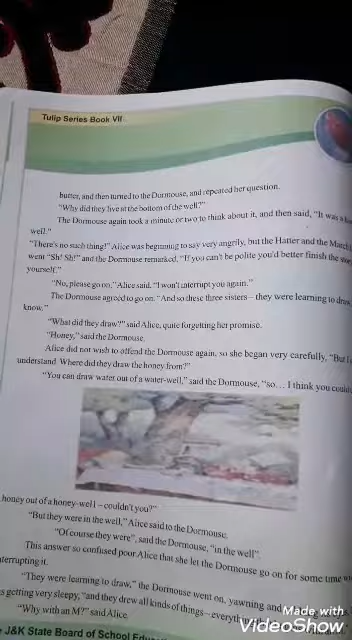 Tulip Series Book VII
butter, and then turned to the Dormouse, and repeated her question.
"Why did they live at the bottom of the well?"
The Dormouse again took a minute or two to think about it, and then said, "It was a
well."
"There's no such thing!" Alice was beginning to say very angrily, but the Hatter and the March
went "Sh! Sh!" and the Dormouse remarked, "If you can't be polite you'd better finish the
yourself."
"No, please go on," Alice said. "I won't interrupt you again."
The Dormouse agreed to go on. "And so these three sisters – they were learning to draw,
know."
"What did they draw?" said Alice, quite forgetting her promise.
"Honey," said the Dormouse.
Alice did not wish to offend the Dormouse again, so she began very carefully, "But I
understand. Where did they draw the honey from?"
"You can draw water out of a water-well," said the Dormouse, "so... I think you could
honey out of a honey-well – couldn't you?"
"But they were in the well," Alice said to the Dormouse.
"Of course they were", said the Dormouse, "in the well".
This answer so confused poor Alice that she let the Dormouse go on for some time
interrupting it.
"They were learning to draw," the Dormouse went on, yawning and
getting very sleepy, "and they drew all kinds of things – everything
"Why with an M?" said Alice.
J&K State Board of School
Made with
VideoShow